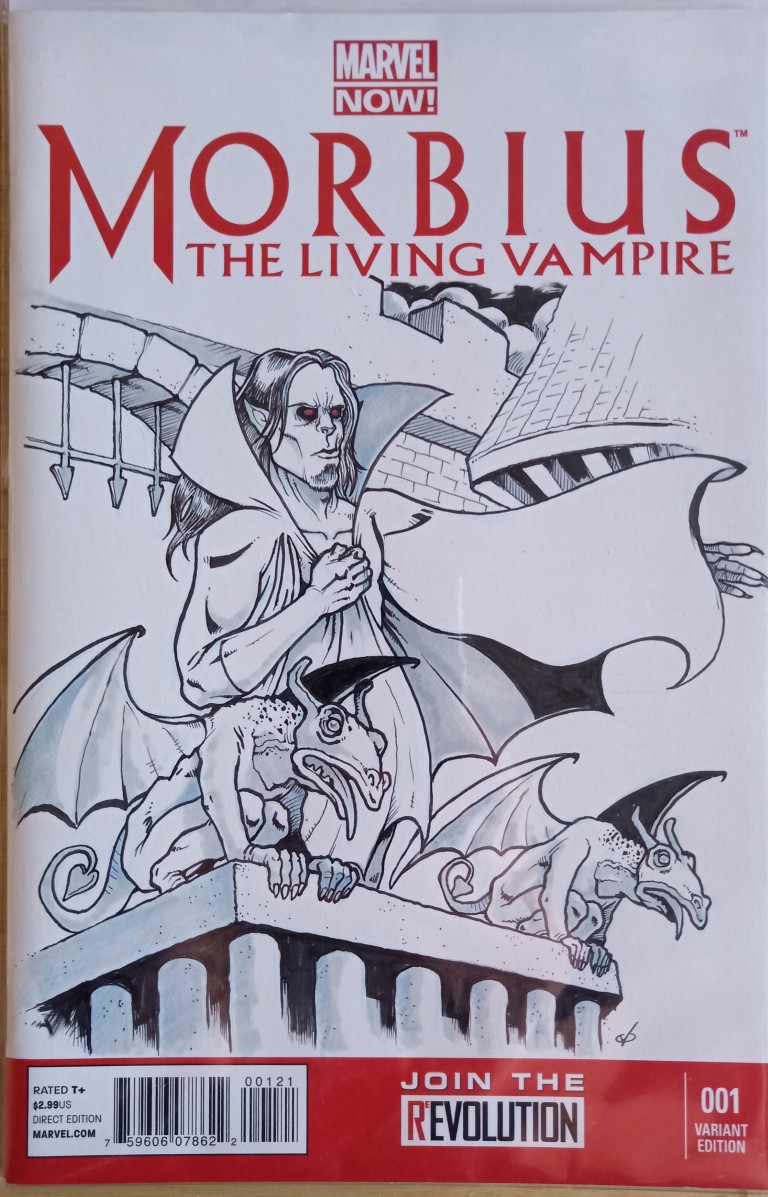 MARVEL
NOW!
MORBIUS™
THE LIVING VAMPIRE
RATED T+
$2.99US
DIRECT EDITION
MARVEL.COM
00121
7 59606 07862 2
JOIN THE
REEVOLUTION
001
VARIANT
EDITION